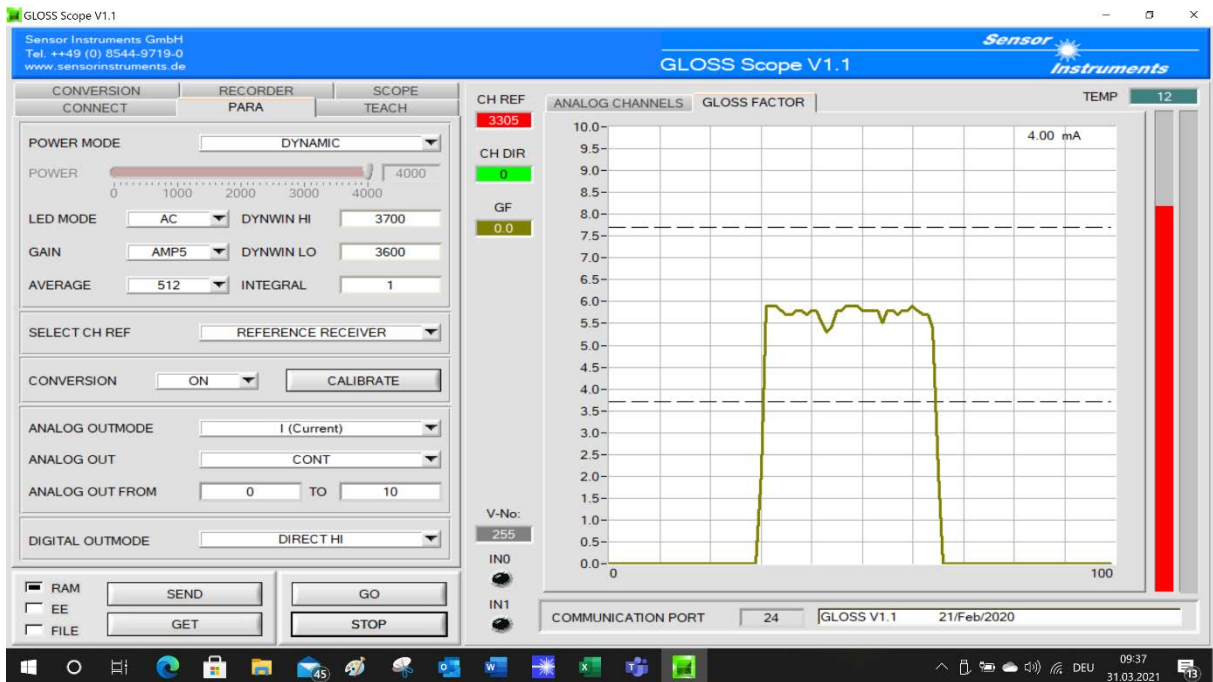 GLOSS Scope V1.1
Sensor Instruments GmbH
Tel. ++49 (0) 8544-9719-0
www.sensorinstruments.de
GLOSS Scope V1.1
Sensor
Instruments
CONVERSION RECORDER SCOPE
CONNECT PARA TEACH
POWER MODE DYNAMIC
POWER 4000
0 1000 2000 3000 4000
LED MODE AC DYNWIN HI 3700
GAIN AMP5 DYNWIN LO 3600
AVERAGE 512 INTEGRAL 1
SELECT CH REF REFERENCE RECEIVER
CONVERSION ON CALIBRATE
ANALOG OUTMODE I (Current)
ANALOG OUT CONT
ANALOG OUT FROM 0 TO 10
DIGITAL OUTMODE DIRECT HI
RAM
EE
FILE
SEND GO
GET STOP
CH REF
3305
CH DIR
0
GF
0.0
V-No:
255
IN0
IN1
ANALOG CHANNELS GLOSS FACTOR
TEMP 12
4.00 mA
10.0
9.5
9.0
8.5
8.0
7.5
7.0
6.5
6.0
5.5
5.0
4.5
4.0
3.5
3.0
2.5
2.0
1.5
1.0
0.5
0.0
0 100
COMMUNICATION PORT 24 GLOSS V1.1 21/Feb/2020
45
DEU
09:37
31.03.2021
13